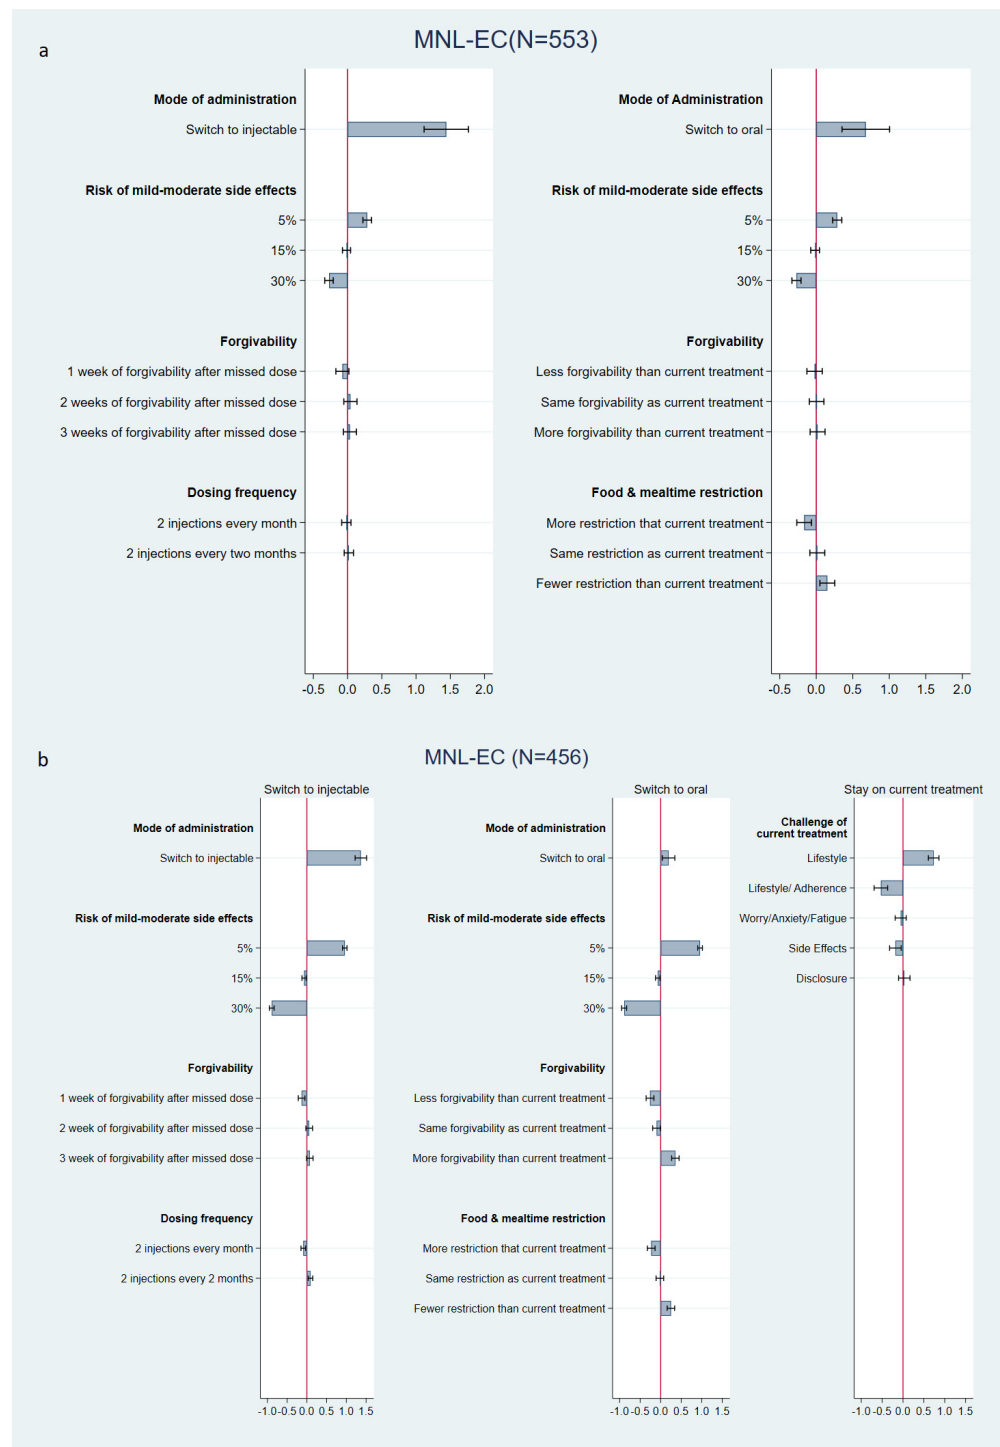 a
MNL-EC(N=553)
Mode of administration
Switch to injectable
Risk of mild-moderate side effects
5%
15%
30%
Forgivability
1 week of forgivability after missed dose
2 weeks of forgivability after missed dose
3 weeks of forgivability after missed dose
Dosing frequency
2 injections every month
2 injections every two months
-0.5 0.0 0.5 1.0 1.5 2.0
Mode of Administration
Switch to oral
Risk of mild-moderate side effects
5%
15%
30%
Forgivability
Less forgivability than current treatment
Same forgivability as current treatment
More forgivability than current treatment
Food & mealtime restriction
More restriction that current treatment
Same restriction as current treatment
Fewer restriction than current treatment
-0.5 0.0 0.5 1.0 1.5 2.0
b
MNL-EC (N=456)
Switch to injectable
Mode of administration
Switch to injectable
Risk of mild-moderate side effects
5%
15%
30%
Forgivability
1 week of forgivability after missed dose
2 week of forgivability after missed dose
3 week of forgivability after missed dose
Dosing frequency
2 injections every month
2 injections every 2 months
-1.0 -0.5 0.0 0.5 1.0 1.5
Switch to oral
Mode of administration
Switch to oral
Risk of mild-moderate side effects
5%
15%
30%
Forgivability
Less forgivability than current treatment
Same forgivability as current treatment
More forgivability than current treatment
Food & mealtime restriction
More restriction that current treatment
Same restriction as current treatment
Fewer restriction than current treatment
-1.0 -0.5 0.0 0.5 1.0 1.5
Stay on current treatment
Challenge of
current treatment
Lifestyle
Lifestyle/ Adherence
Worry/Anxiety/Fatigue
Side Effects
Disclosure
-1.0 -0.5 0.0 0.5 1.0 1.5